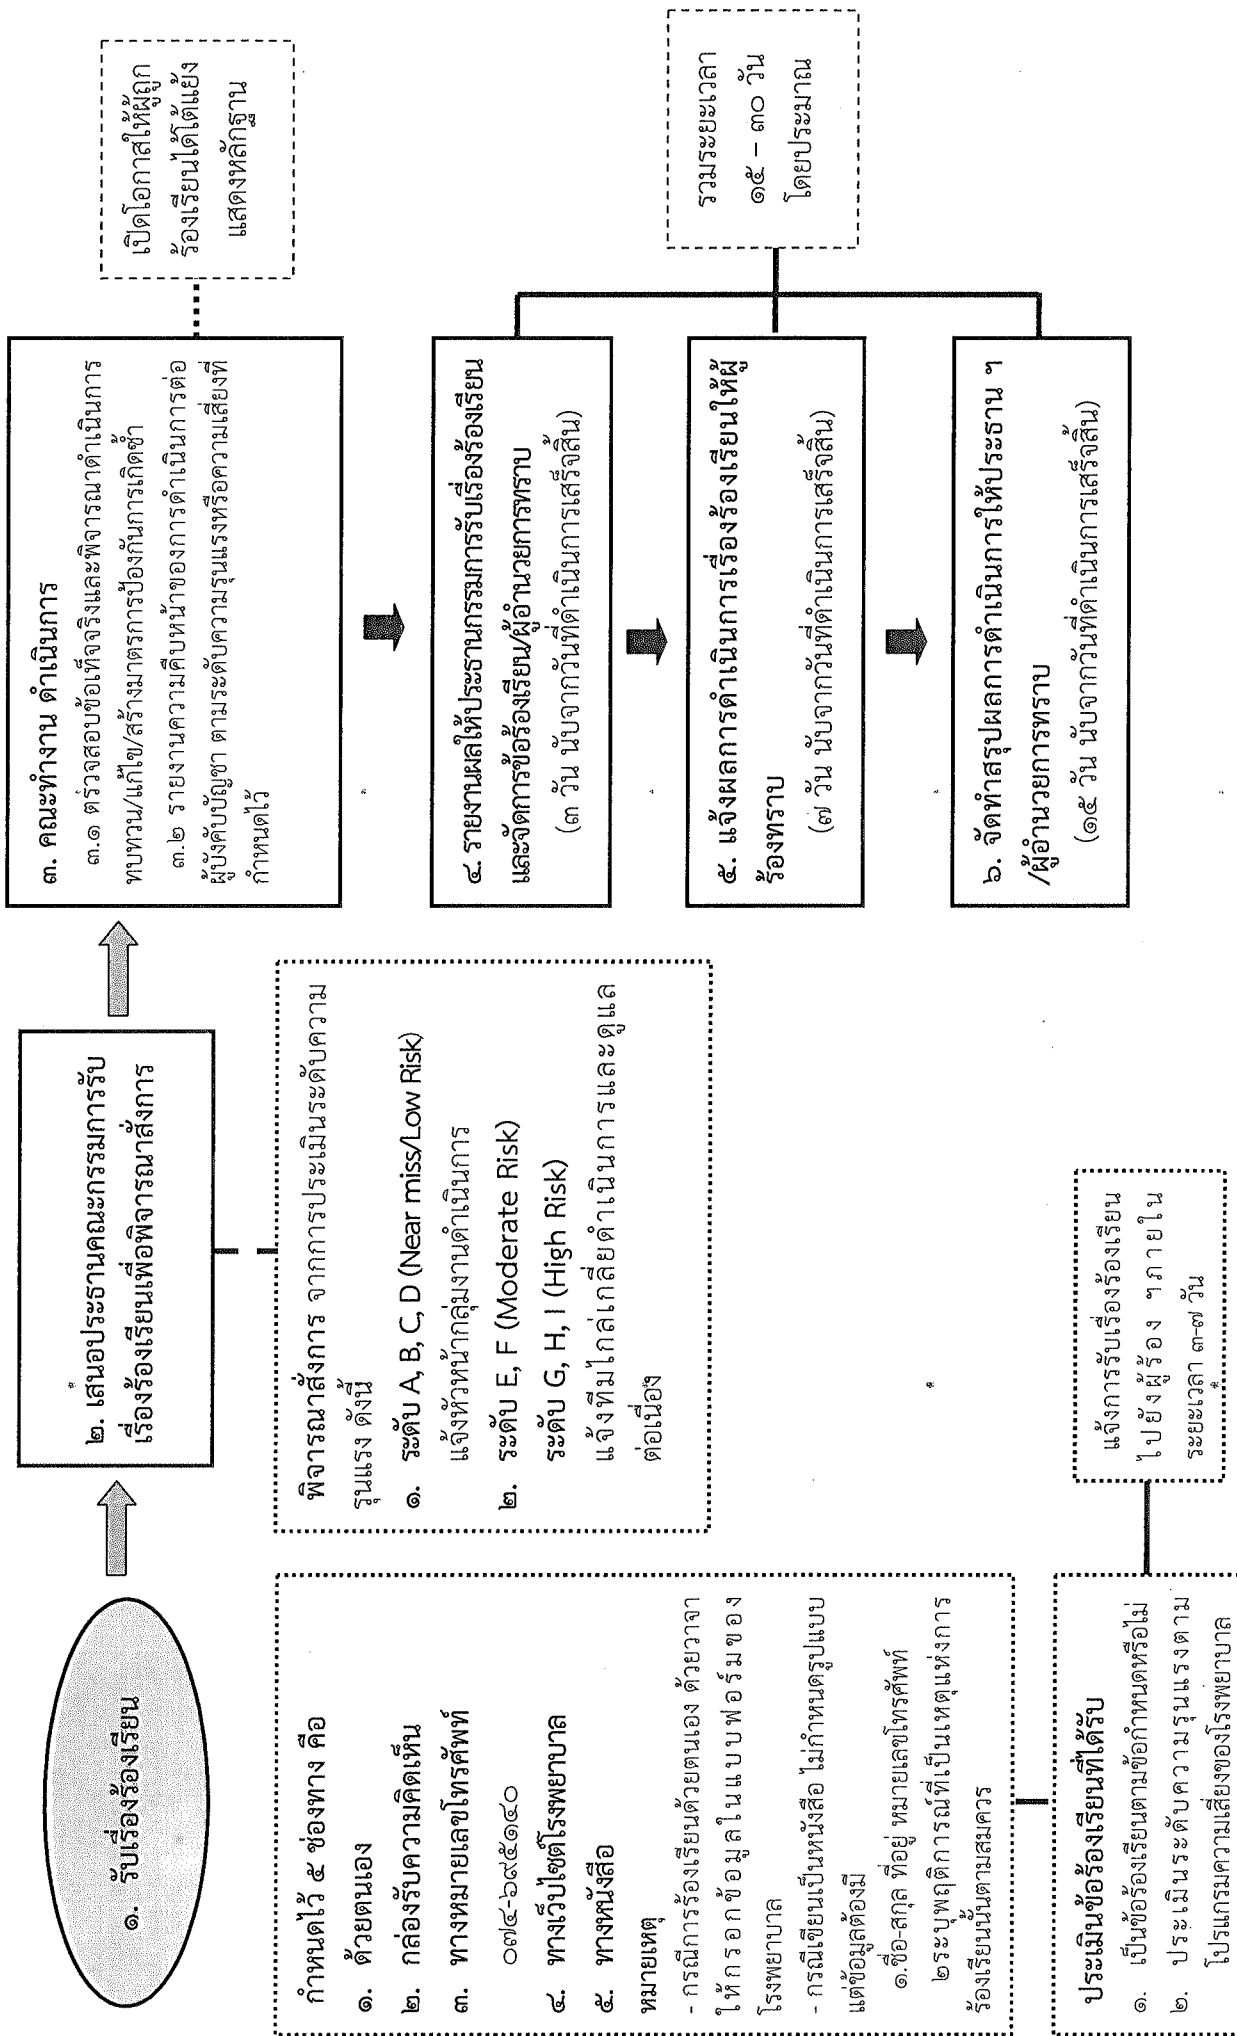 ๑. รับเรื่องร้องเรียน
กำหนดไว้ ๕ ช่องทาง คือ
๑. ด้วยตนเอง
๒. กล่องรับความคิดเห็น
๓. ทางหมายเลขโทรศัพท์
๐๗๔-๖๙๕๑๔๐
๔. ทางเว็บไซต์โรงพยาบาล
๕. ทางหนังสือ
หมายเหตุ
- กรณีการร้องเรียนด้วยตนเอง ด้วยวาจา
ให้กรอกข้อมูลในแบบฟอร์มของ
โรงพยาบาล
- กรณีเขียนเป็นหนังสือ ไม่กำหนดรูปแบบ
แต่ข้อมูลต้องมี
๑.ชื่อ-สกุล ที่อยู่ หมายเลขโทรศัพท์
๒ระบุพฤติการณ์ที่เป็นเหตุแห่งการ
ร้องเรียนนั้นตามสมควร
ประเมินข้อร้องเรียนที่ได้รับ
๑. เป็นข้อร้องเรียนตามข้อกำหนดหรือไม่
๒. ประเมินระดับความรุนแรงตาม
โปรแกรมความเสี่ยงของโรงพยาบาล
แจ้งการรับเรื่องร้องเรียน
ไปยังผู้ร้อง ฯภายใน
ระยะเวลา ๓-๗ วัน
๒. เสนอประธานคณะกรรมการรับ
เรื่องร้องเรียนเพื่อพิจารณาสั่งการ
พิจารณาสั่งการ จากการประเมินระดับความ
รุนแรง ดังนี้
๑. ระดับ A, B, C, D (Near miss/Low Risk)
แจ้งหัวหน้ากลุ่มงานดำเนินการ
๒. ระดับ E, F (Moderate Risk)
ระดับ G, H, I (High Risk)
แจ้งทีมไกล่เกลี่ยดำเนินการและดูแล
ต่อเนื่อง
๓. คณะทำงาน ดำเนินการ
๓.๑ ตรวจสอบข้อเท็จจริงและพิจารณาดำเนินการ
ทบทวน/แก้ไข/สร้างมาตรการป้องกันการเกิดซ้ำ
๓.๒ รายงานความคืบหน้าของการดำเนินการต่อ
ผู้บังคับบัญชา ตามระดับความรุนแรงหรือความเสี่ยงที่
กำหนดไว้
เปิดโอกาสให้ผู้ถูก
ร้องเรียนได้โต้แย้ง
แสดงหลักฐาน
๔. รายงานผลให้ประธานกรรมการรับเรื่องร้องเรียน
และจัดการข้อร้องเรียน/ผู้อำนวยการทราบ
(๓ วัน นับจากวันที่ดำเนินการเสร็จสิ้น)
๕. แจ้งผลการดำเนินการเรื่องร้องเรียนให้ผู้
ร้องทราบ
(๗ วัน นับจากวันที่ดำเนินการเสร็จสิ้น)
๖. จัดทำสรุปผลการดำเนินการให้ประธาน ฯ
/ผู้อำนวยการทราบ
(๑๕ วัน นับจากวันที่ดำเนินการเสร็จสิ้น)
รวมระยะเวลา
๑๕ – ๓๐ วัน
โดยประมาณ